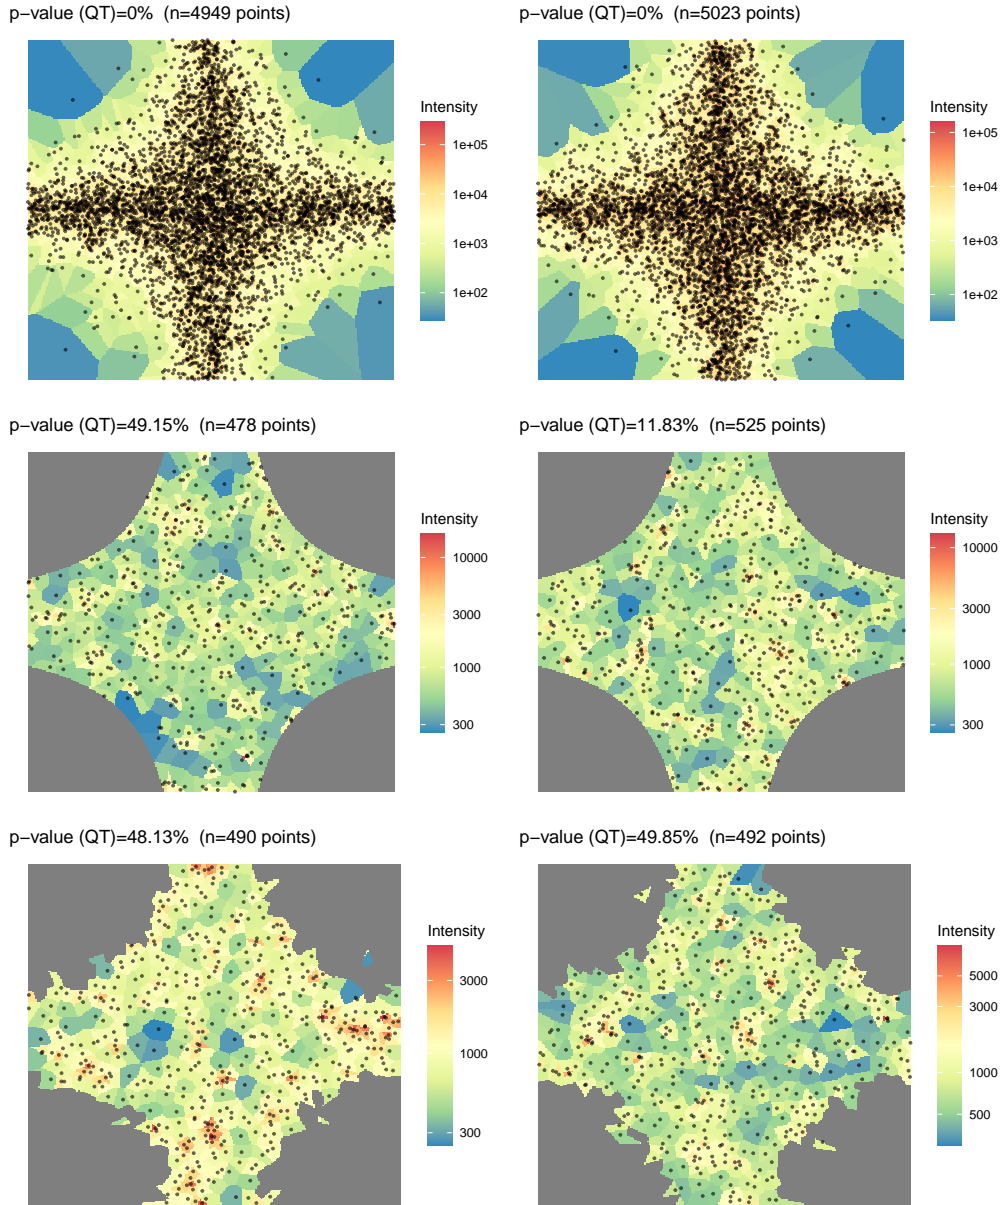 p−value (QT)=0%  (n=4949 points)
Intensity
1e+05
1e+04
1e+03
1e+02
p−value (QT)=0%  (n=5023 points)
Intensity
1e+05
1e+04
1e+03
1e+02
p−value (QT)=49.15%  (n=478 points)
Intensity
10000
3000
1000
300
p−value (QT)=11.83%  (n=525 points)
Intensity
10000
3000
1000
300
p−value (QT)=48.13%  (n=490 points)
Intensity
3000
1000
300
p−value (QT)=49.85%  (n=492 points)
Intensity
5000
3000
1000
500